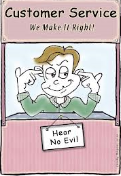 Customer Service
We Make It Right!
Hear
No Evil